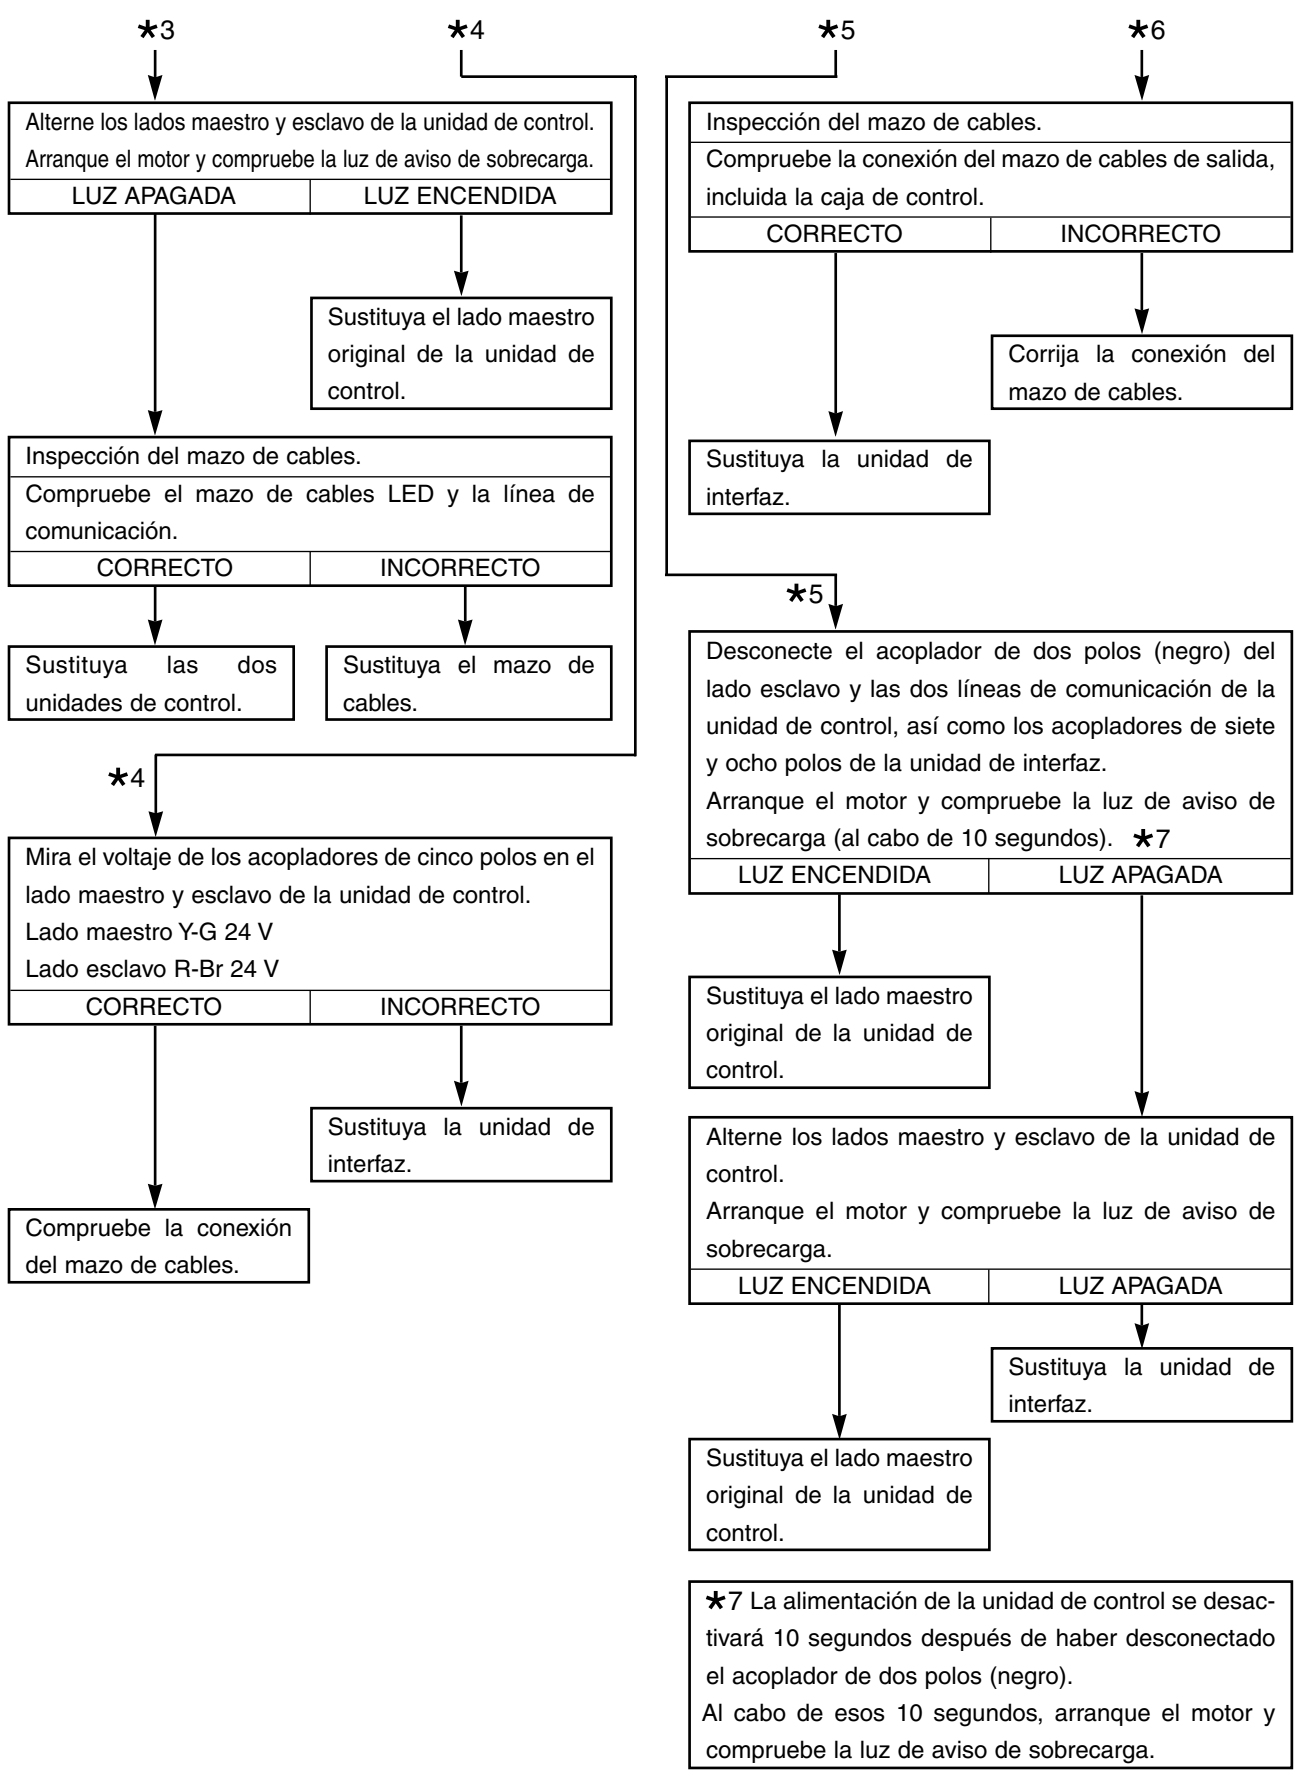 ★3
★4
★5
★6
Alterne los lados maestro y esclavo de la unidad de control.
Arranque el motor y compruebe la luz de aviso de sobrecarga.
LUZ APAGADA
LUZ ENCENDIDA
Sustituya el lado maestro
original de la unidad de
control.
Inspección del mazo de cables.
Compruebe el mazo de cables LED y la línea de
comunicación.
CORRECTO
INCORRECTO
Sustituya las dos
unidades de control.
Sustituya el mazo de
cables.
★4
Mira el voltaje de los acopladores de cinco polos en el
lado maestro y esclavo de la unidad de control.
Lado maestro Y-G 24 V
Lado esclavo R-Br 24 V
CORRECTO
INCORRECTO
Sustituya la unidad de
interfaz.
Compruebe la conexión
del mazo de cables.
Inspección del mazo de cables.
Compruebe la conexión del mazo de cables de salida,
incluida la caja de control.
CORRECTO
INCORRECTO
Corrija la conexión del
mazo de cables.
Sustituya la unidad de
interfaz.
★5
Desconecte el acoplador de dos polos (negro) del
lado esclavo y las dos líneas de comunicación de la
unidad de control, así como los acopladores de siete
y ocho polos de la unidad de interfaz.
Arranque el motor y compruebe la luz de aviso de
sobrecarga (al cabo de 10 segundos). ★7
LUZ ENCENDIDA
LUZ APAGADA
Sustituya el lado maestro
original de la unidad de
control.
Alterne los lados maestro y esclavo de la unidad de
control.
Arranque el motor y compruebe la luz de aviso de
sobrecarga.
LUZ ENCENDIDA
LUZ APAGADA
Sustituya la unidad de
interfaz.
Sustituya el lado maestro
original de la unidad de
control.
★7 La alimentación de la unidad de control se desac-
tivará 10 segundos después de haber desconectado
el acoplador de dos polos (negro).
Al cabo de esos 10 segundos, arranque el motor y
compruebe la luz de aviso de sobrecarga.